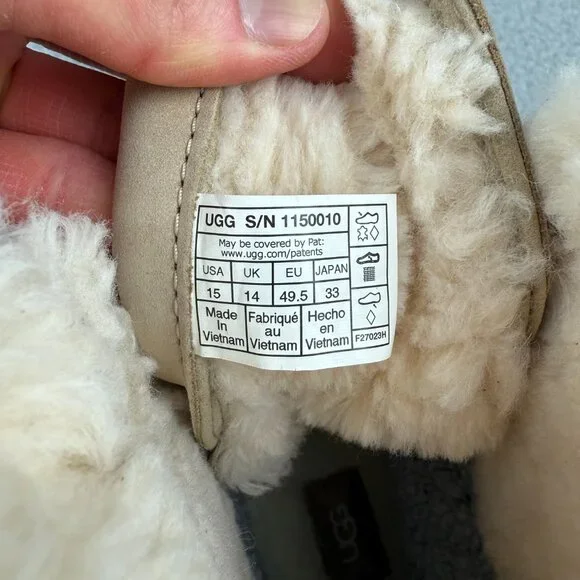 UGG S/N 1150010
May be covered by Pat:
www.ugg.com/patents
USA UK EU JAPAN
15 14 49.5 33
Made In Vietnam
Fabriqué au Vietnam
Hecho en Vietnam
F27023H
UGG